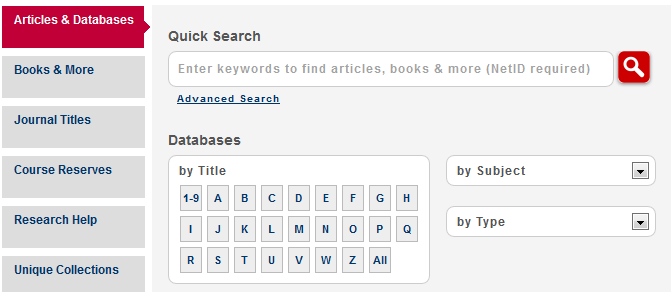 Articles & Databases
Books & More
Journal Titles
Course Reserves
Research Help
Unique Collections
Quick Search
Enter keywords to find articles, books & more (NetID required)
Advanced Search
Databases
by Title
1-9 A B C D E F G H
I J K L M N O P Q
R S T U V W Z All
by Subject
by Type